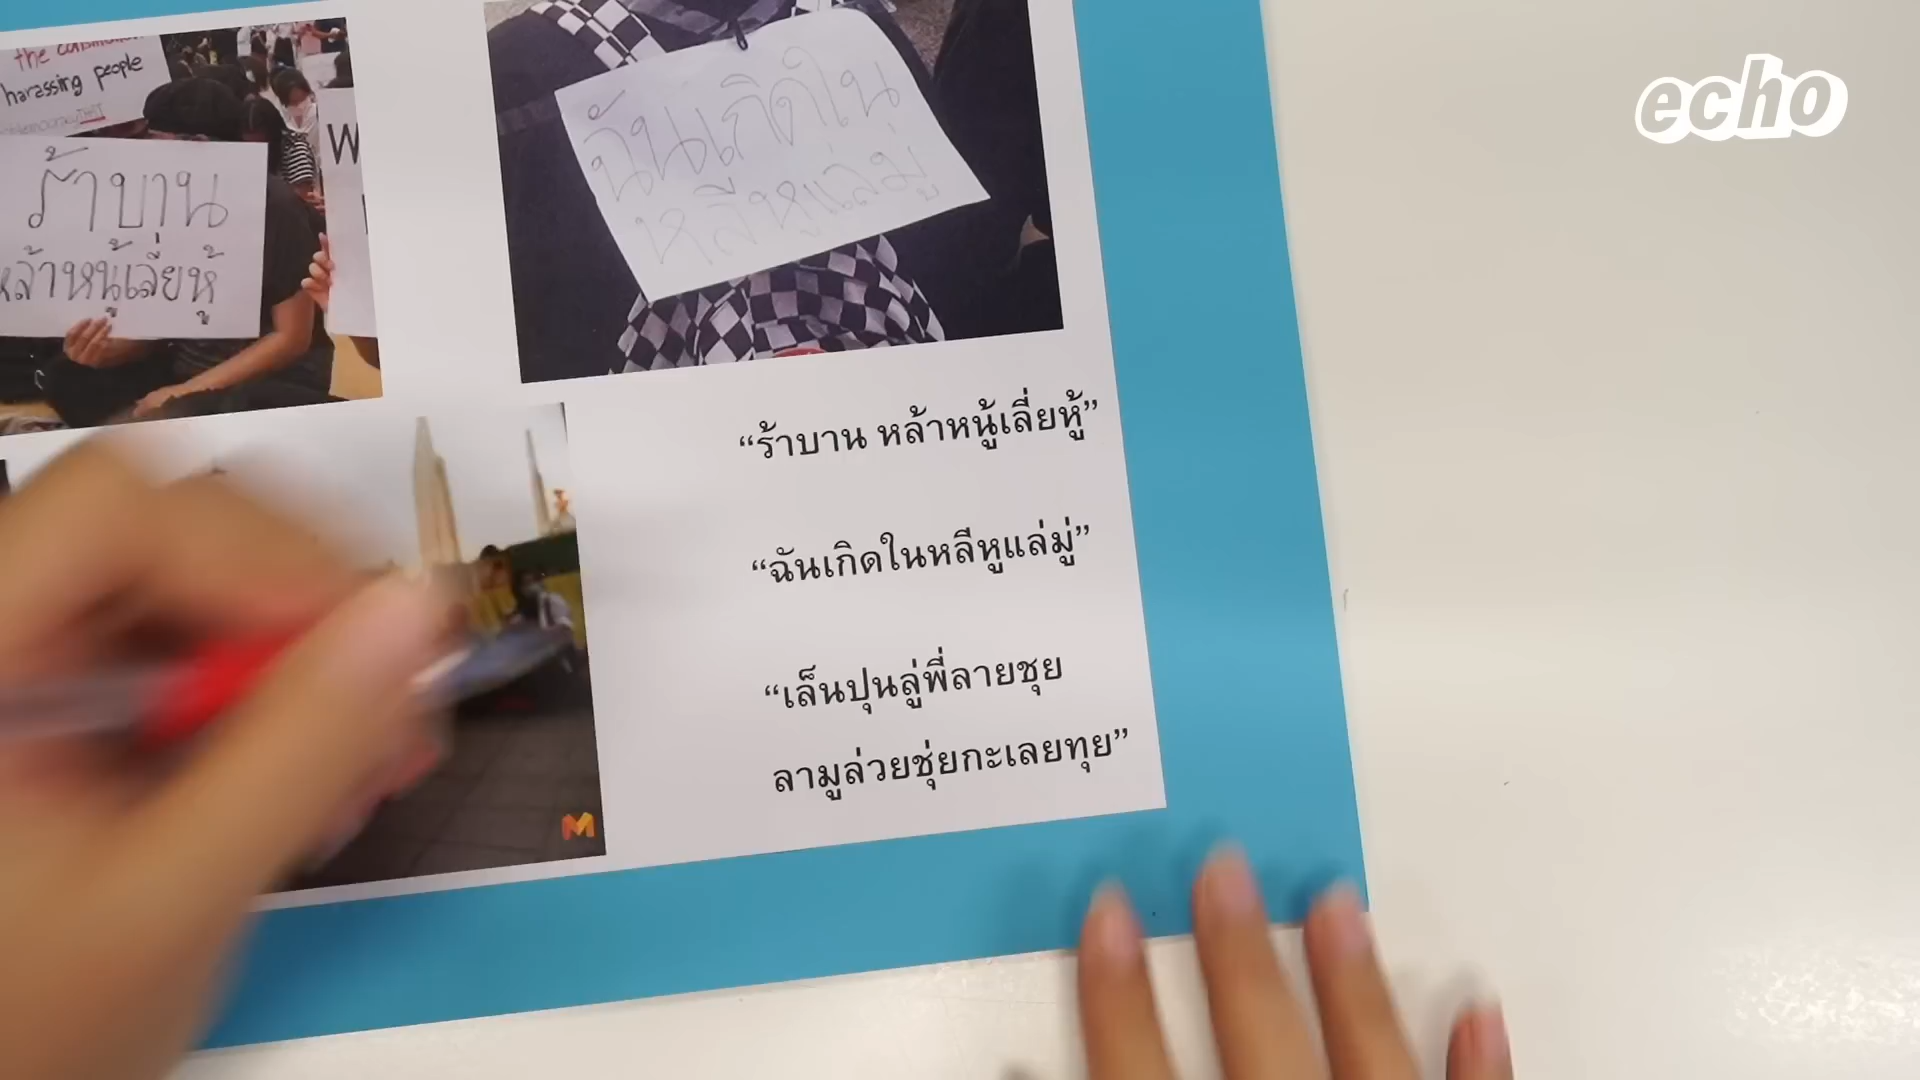 harassing people
ร้าบาน
หล้าหนู้เลี่ยหู้
W
ฉันเกิดใน
หลีหูแล่มู่
“ร้าบาน หล้าหนู้เลี่ยหู้”
“ฉันเกิดในหลีหูแล่มู่”
“เล็นปุนลู่พี่ลายชุย
ลามูล่วยชุ่ยกะเลยทุย”
M
echo